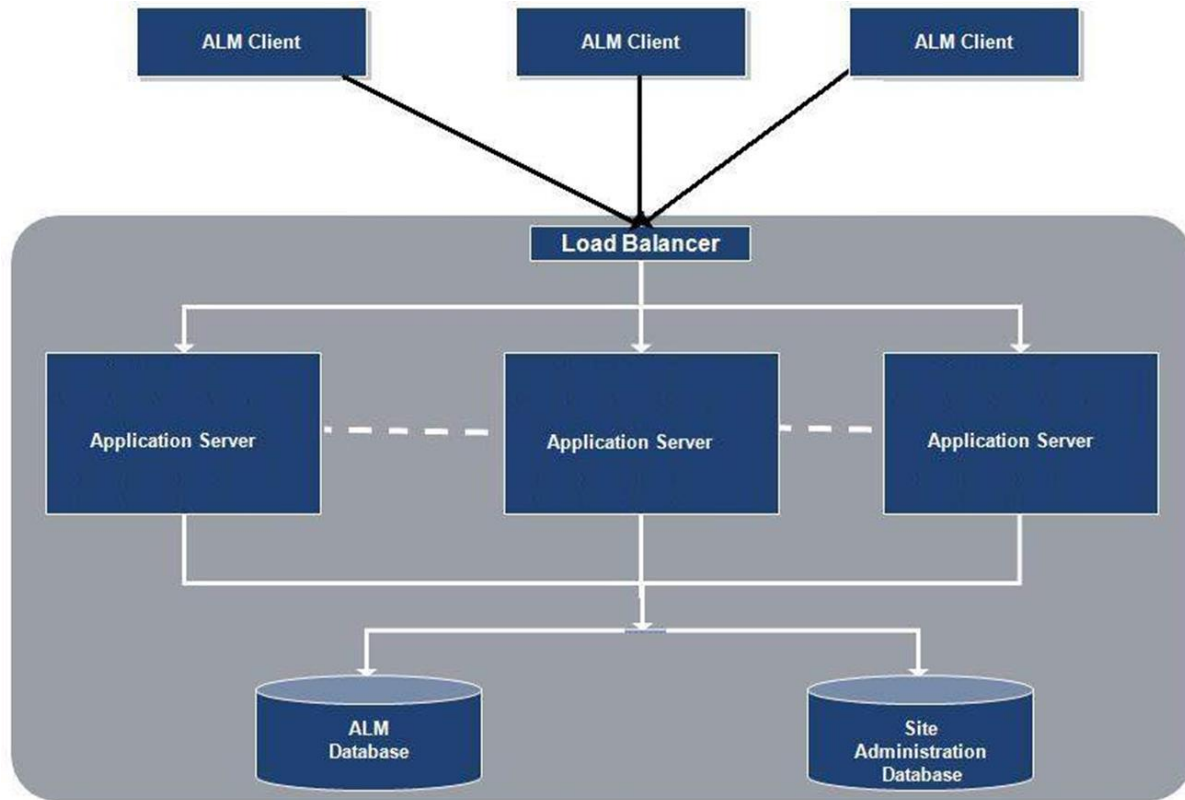 ALM Client
ALM Client
ALM Client
Load Balancer
Application Server
Application Server
Application Server
ALM
Database
Site
Administration
Database